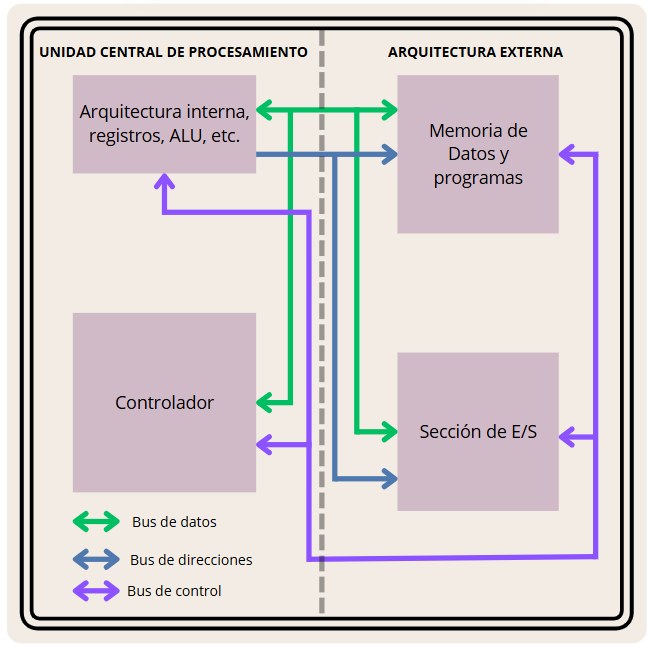 UNIDAD CENTRAL DE PROCESAMIENTO
ARQUITECTURA EXTERNA
Arquitectura interna,
registros, ALU, etc.
Memoria de
Datos y
programas
Controlador
Sección de E/S
Bus de datos
Bus de direcciones
Bus de control